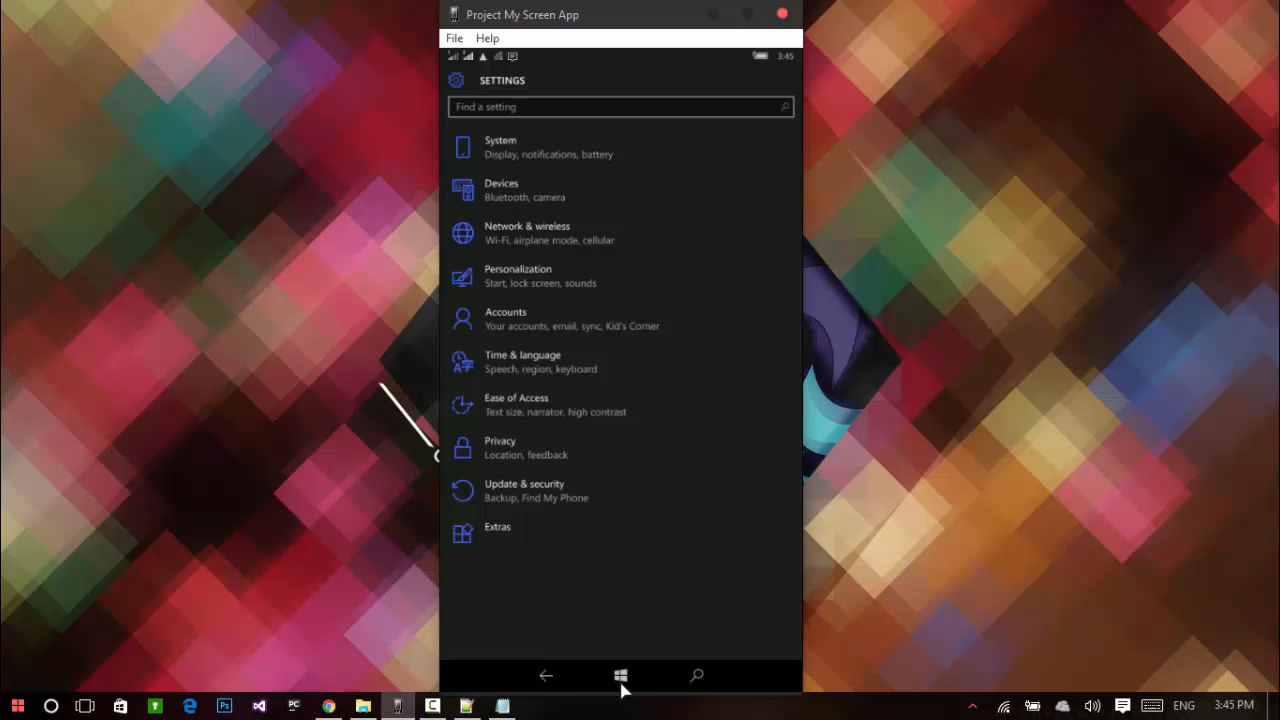 Project My Screen App
File Help
3:45
SETTINGS
Find a setting
System
Display, notifications, battery
Devices
Bluetooth, camera
Network & wireless
Wi-Fi, airplane mode, cellular
Personalization
Start, lock screen, sounds
Accounts
Your accounts, email, sync, Kid's Corner
Time & language
Speech, region, keyboard
Ease of Access
Text size, narrator, high contrast
Privacy
Location, feedback
Update & security
Backup, Find My Phone
Extras
Ps PC C ENG 3:45 PM